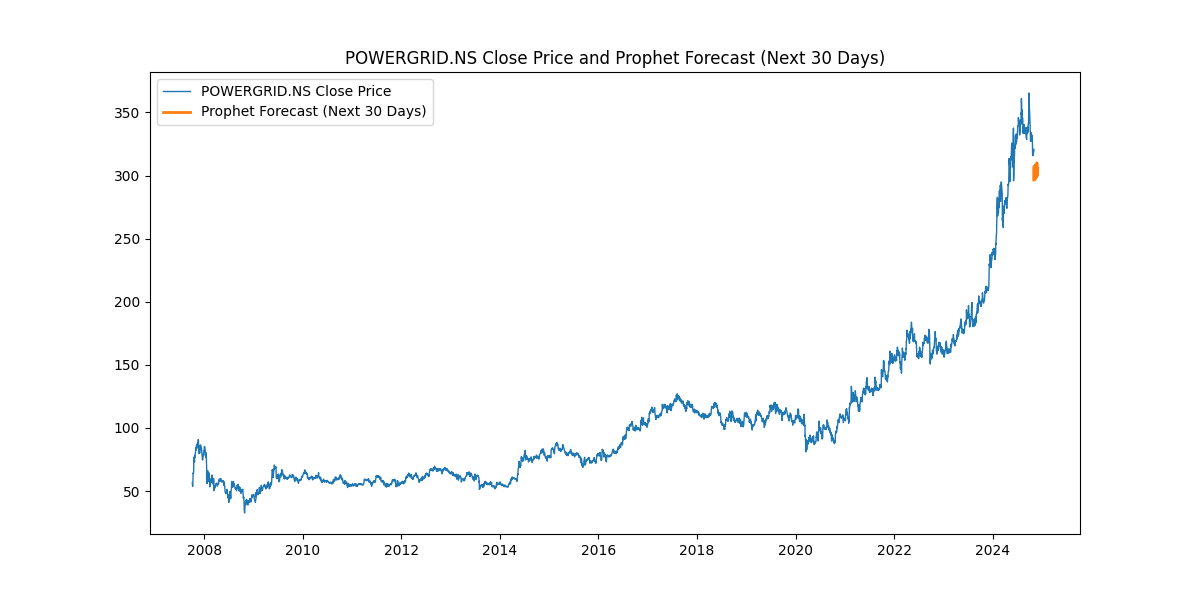 POWERGRID.NS Close Price and Prophet Forecast (Next 30 Days)
POWERGRID.NS Close Price
Prophet Forecast (Next 30 Days)
350
300
250
200
150
100
50
2008 2010 2012 2014 2016 2018 2020 2022 2024